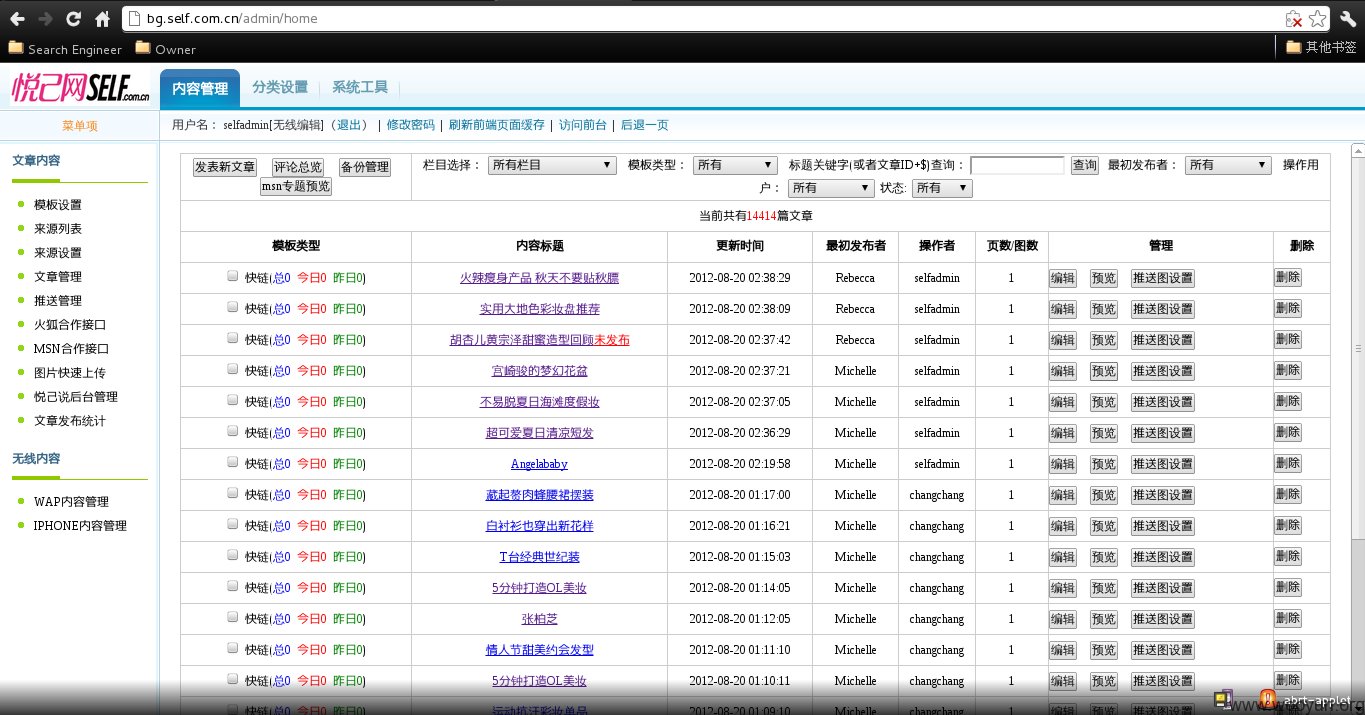 bg.self.com.cn/admin/home
Search Engineer Owner 其他书签
悦己网SELF.com.cn 内容管理 分类设置 系统工具
菜单项 用户名： selfadmin[无线编辑]（退出） | 修改密码 | 刷新前端页面缓存 | 访问前台 | 后退一页
文章内容
模板设置
来源列表
来源设置
文章管理
推送管理
火狐合作接口
MSN合作接口
图片快速上传
悦己说后台管理
文章发布统计
无线内容
WAP内容管理
IPHONE内容管理
发表新文章 评论总览 备份管理
msn专题预览
栏目选择： 所有栏目 模板类型： 所有 标题关键字(或者文章ID+$)查询： 查询 最初发布者： 所有 操作用
户： 所有 状态: 所有
当前共有14414篇文章
模板类型 内容标题 更新时间 最初发布者 操作者 页数/图数 管理 删除
快链(总0 今日0 昨日0) 火辣瘦身产品 秋天不要贴秋膘 2012-08-20 02:38:29 Rebecca selfadmin 1 编辑 预览 推送图设置 删除
快链(总0 今日0 昨日0) 实用大地色彩妆盘推荐 2012-08-20 02:38:09 Rebecca selfadmin 1 编辑 预览 推送图设置 删除
快链(总0 今日0 昨日0) 胡杏儿黄宗泽甜蜜造型回顾未发布 2012-08-20 02:37:42 Rebecca selfadmin 1 编辑 预览 推送图设置 删除
快链(总0 今日0 昨日0) 宫崎骏的梦幻花盆 2012-08-20 02:37:21 Michelle selfadmin 1 编辑 预览 推送图设置 删除
快链(总0 今日0 昨日0) 不易脱夏日海滩度假妆 2012-08-20 02:37:05 Michelle selfadmin 1 编辑 预览 推送图设置 删除
快链(总0 今日0 昨日0) 超可爱夏日清凉短发 2012-08-20 02:36:29 Michelle selfadmin 1 编辑 预览 推送图设置 删除
快链(总0 今日0 昨日0) Angelababy 2012-08-20 02:19:58 Michelle selfadmin 1 编辑 预览 推送图设置 删除
快链(总0 今日0 昨日0) 藏起赘肉蜂腰裙摆装 2012-08-20 01:17:00 Michelle changchang 1 编辑 预览 推送图设置 删除
快链(总0 今日0 昨日0) 白衬衫也穿出新花样 2012-08-20 01:16:21 Michelle changchang 1 编辑 预览 推送图设置 删除
快链(总0 今日0 昨日0) T台经典世纪装 2012-08-20 01:15:03 Michelle changchang 1 编辑 预览 推送图设置 删除
快链(总0 今日0 昨日0) 5分钟打造OL美妆 2012-08-20 01:14:05 Michelle changchang 1 编辑 预览 推送图设置 删除
快链(总0 今日0 昨日0) 张柏芝 2012-08-20 01:12:05 Michelle changchang 1 编辑 预览 推送图设置 删除
快链(总0 今日0 昨日0) 情人节甜美约会发型 2012-08-20 01:11:10 Michelle changchang 1 编辑 预览 推送图设置 删除
快链(总0 今日0 昨日0) 5分钟打造OL美妆 2012-08-20 01:10:11 Michelle changchang 1 编辑 预览 推送图设置 删除
快链(总0 今日0 昨日0) 运动抗汗彩妆单品 2012-08-20 01:09:10 Michelle changchang 1 编辑 预览 推送图设置
abrt-applet